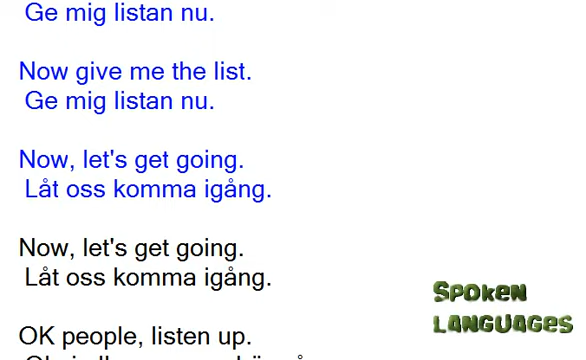 Ge mig listan nu.
Now give me the list.
Ge mig listan nu.
Now, let's get going.
Låt oss komma igång.
Now, let's get going.
Låt oss komma igång.
OK people, listen up.
SPOKEN
LANGUAGES